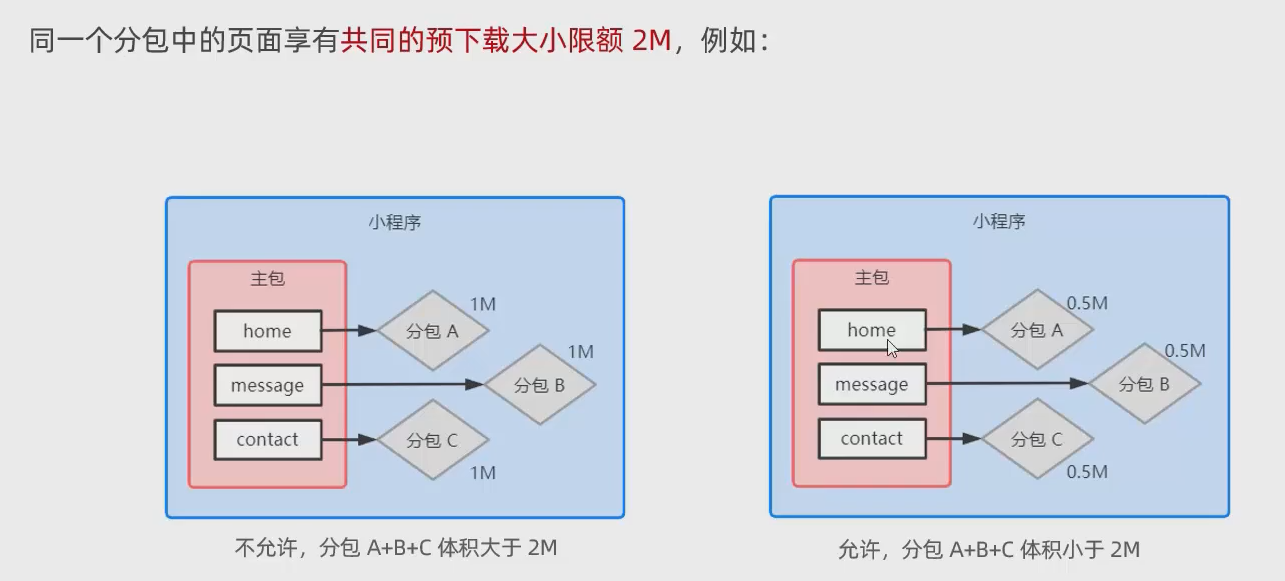 同一个分包中的页面享有共同的预下载大小限额 2M，例如：
小程序
主包
home
分包 A
1M
message
分包 B
1M
contact
分包 C
1M
不允许，分包 A+B+C 体积大于 2M
小程序
主包
home
分包 A
0.5M
message
分包 B
0.5M
contact
分包 C
0.5M
允许，分包 A+B+C 体积小于 2M